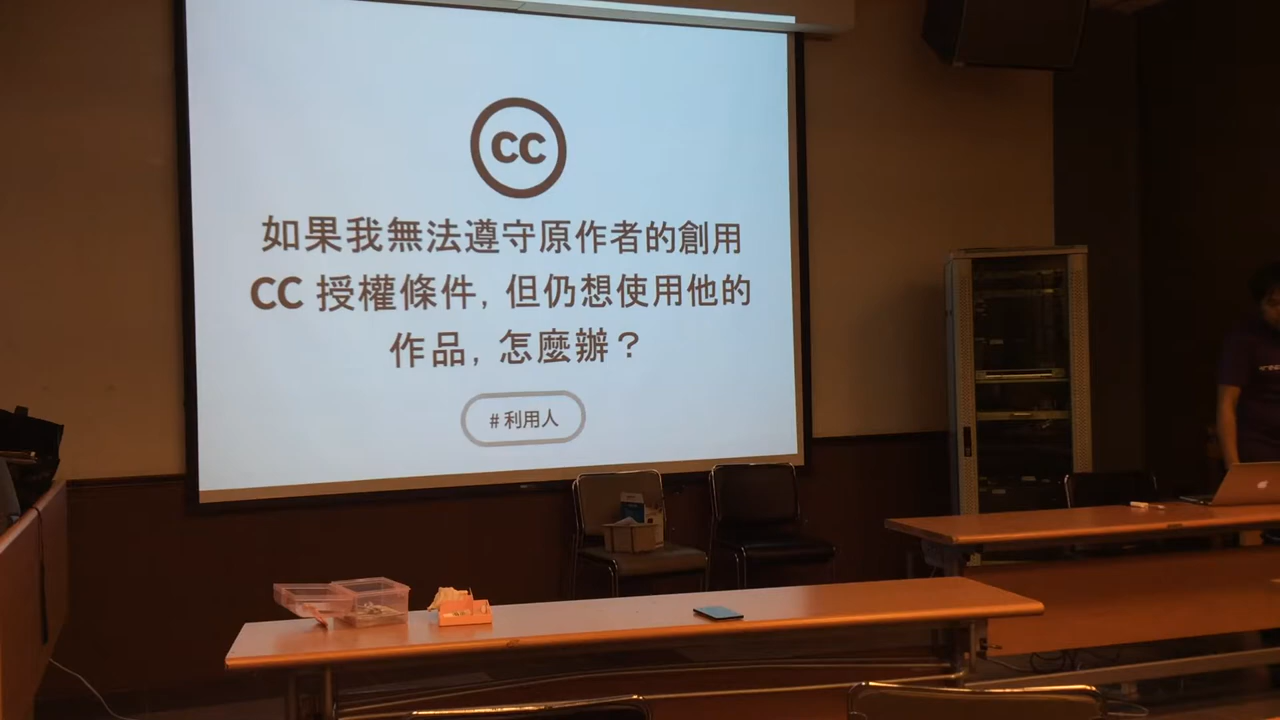 CC
如果我無法遵守原作者的創用
CC 授權條件, 但仍想使用他的
作品, 怎麼辦？
# 利用人